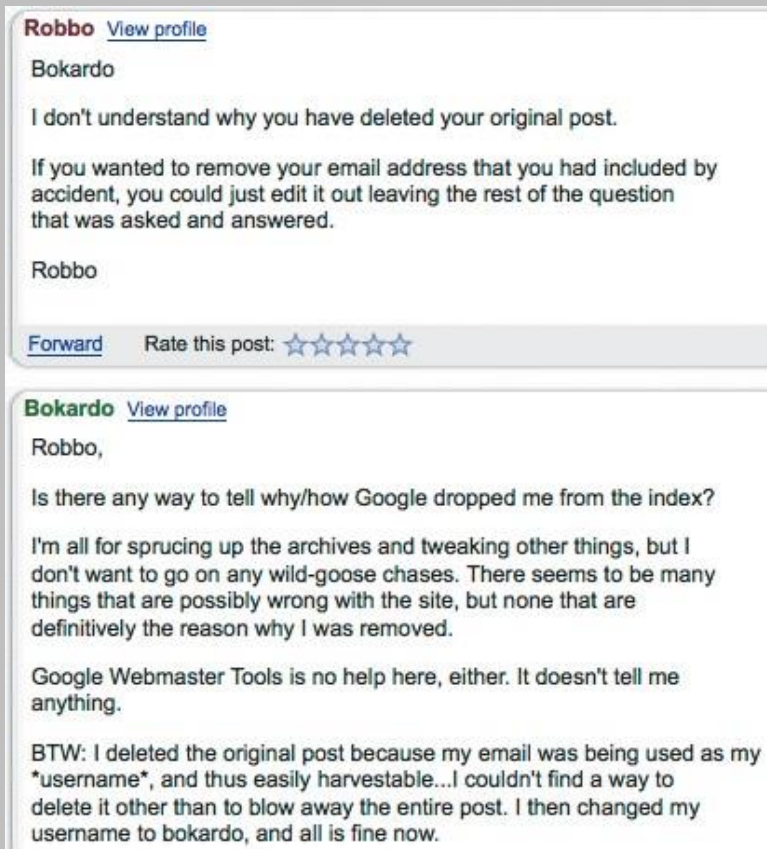 Robbo View profile
Bokardo
I don't understand why you have deleted your original post.
If you wanted to remove your email address that you had included by
accident, you could just edit it out leaving the rest of the question
that was asked and answered.
Robbo
Forward Rate this post:
Bokardo View profile
Robbo,
Is there any way to tell why/how Google dropped me from the index?
I'm all for sprucing up the archives and tweaking other things, but I
don't want to go on any wild-goose chases. There seems to be many
things that are possibly wrong with the site, but none that are
definitively the reason why I was removed.
Google Webmaster Tools is no help here, either. It doesn't tell me
anything.
BTW: I deleted the original post because my email was being used as my
*username*, and thus easily harvestable...I couldn't find a way to
delete it other than to blow away the entire post. I then changed my
username to bokardo, and all is fine now.